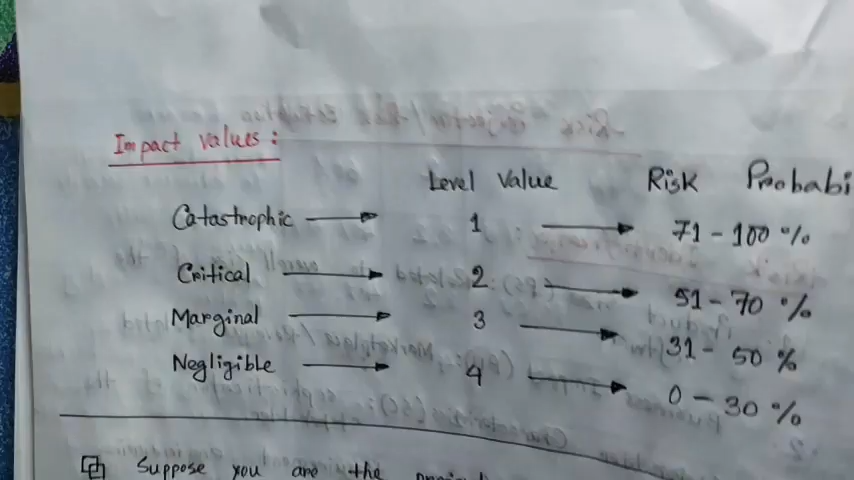 Impact values:
Level Value Risk Probabi
Catastrophic → 1 → 71 - 100 %
Critical → 2 → 51 - 70 %
Marginal → 3 → 31 - 50 %
Negligible → 4 → 0 - 30 %
Suppose you are the